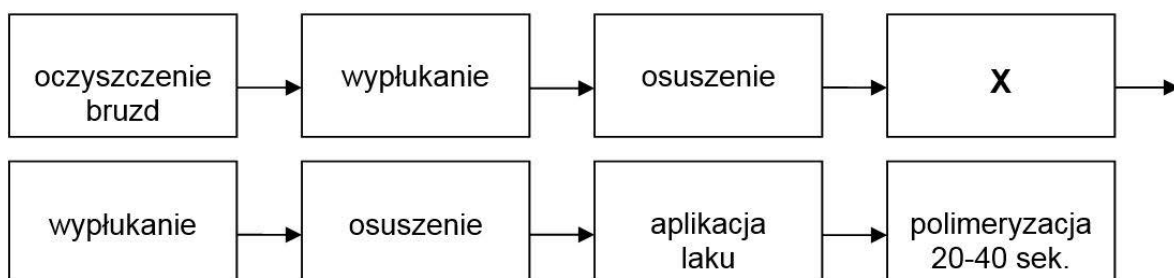 oczyszczenie
bruzd
wypłukanie
osuszenie
X
wypłukanie
osuszenie
aplikacja
laku
polimeryzacja
20-40 sek.